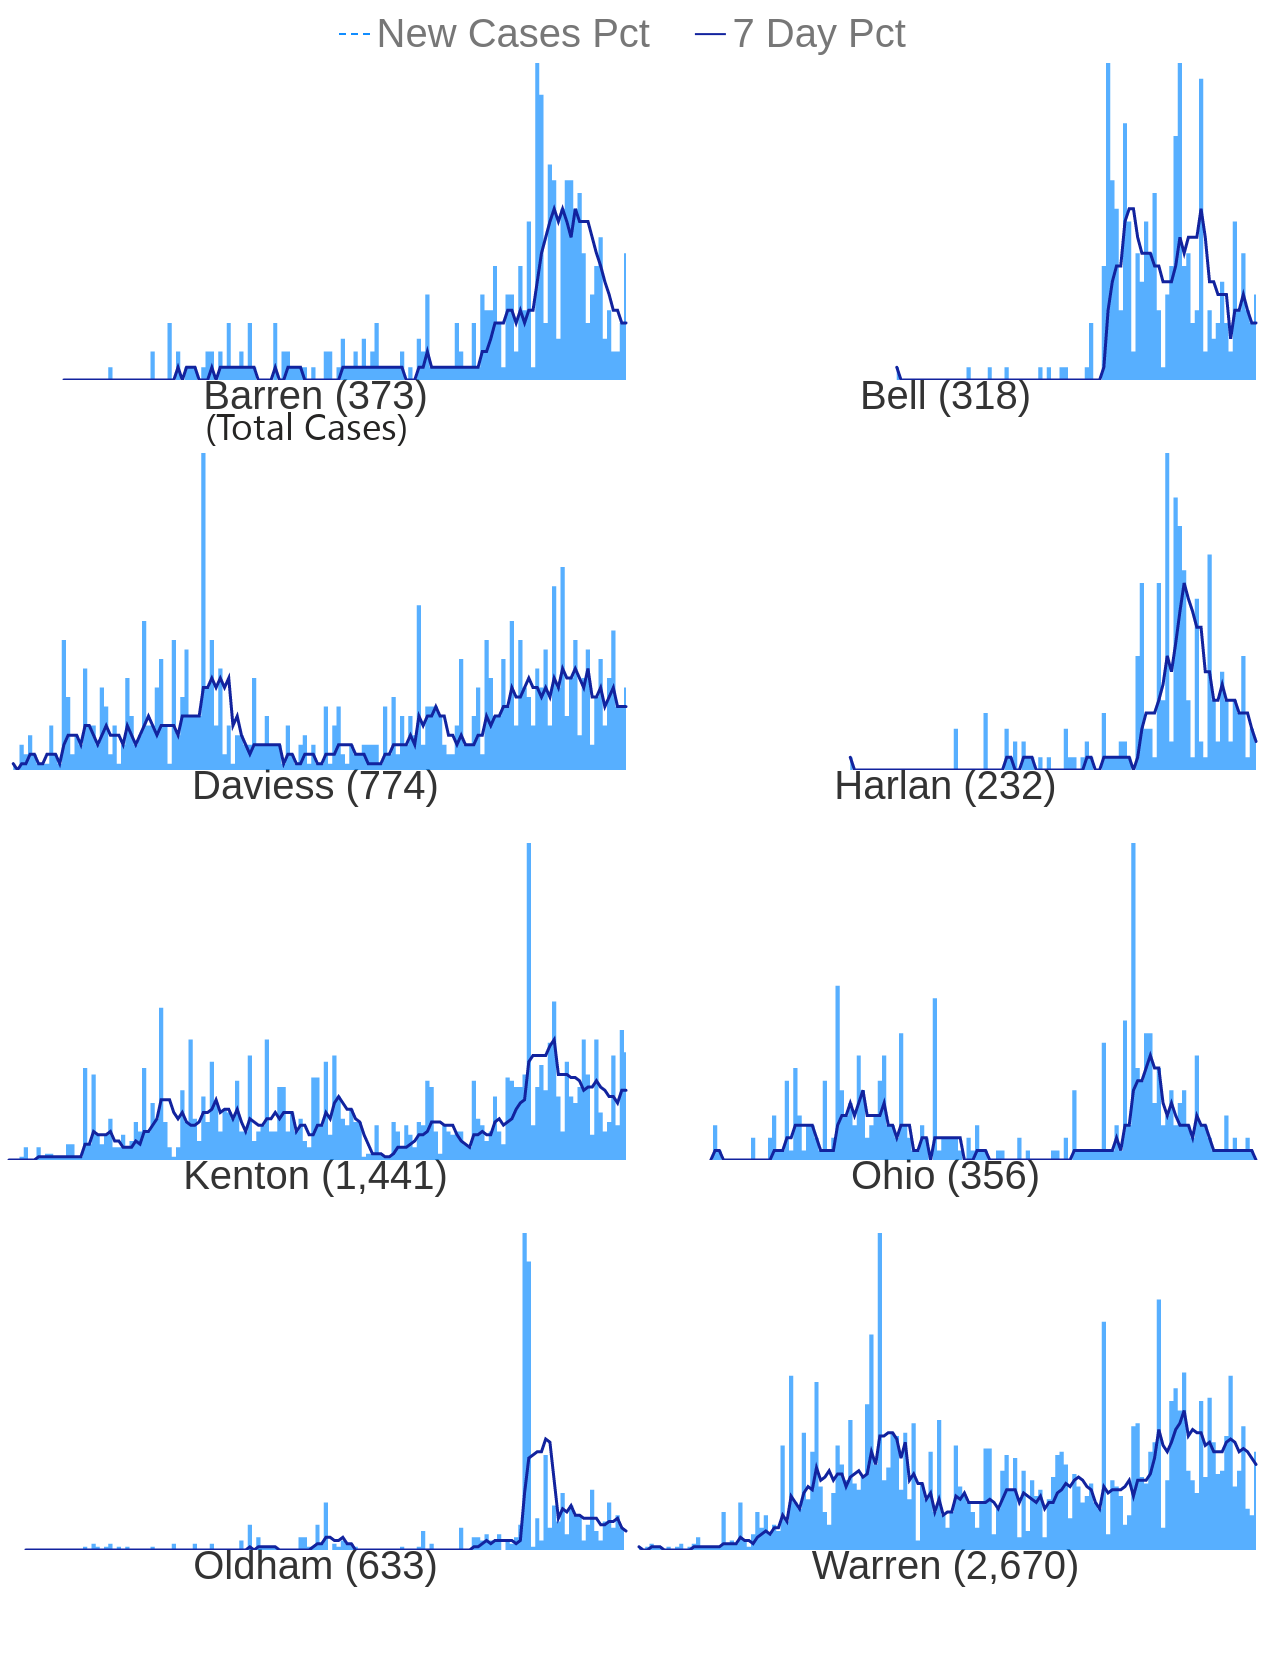 New Cases Pct 7 Day Pct
Barren (373) Bell (318)
(Total Cases)
Daviess (774) Harlan (232)
Kenton (1,441) Ohio (356)
Oldham (633) Warren (2,670)